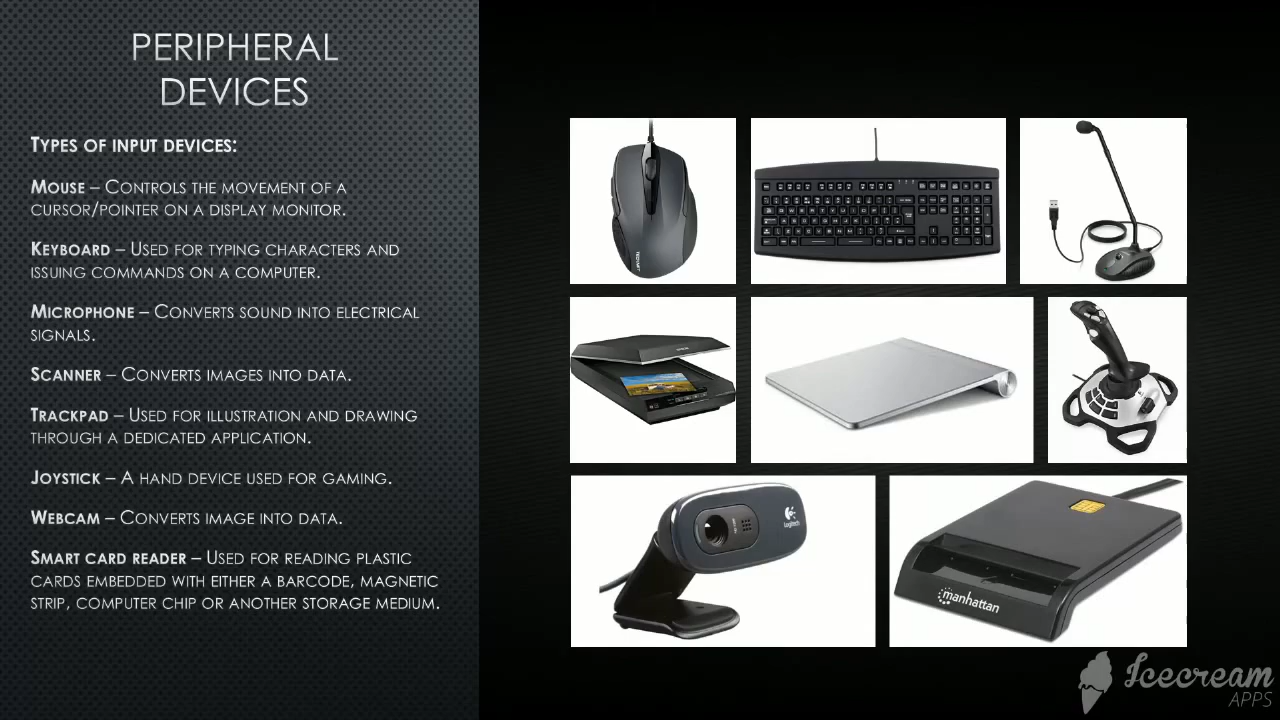 PERIPHERAL
DEVICES
TYPES OF INPUT DEVICES:
MOUSE – CONTROLS THE MOVEMENT OF A
CURSOR/POINTER ON A DISPLAY MONITOR.
KEYBOARD – USED FOR TYPING CHARACTERS AND
ISSUING COMMANDS ON A COMPUTER.
MICROPHONE – CONVERTS SOUND INTO ELECTRICAL
SIGNALS.
SCANNER – CONVERTS IMAGES INTO DATA.
TRACKPAD – USED FOR ILLUSTRATION AND DRAWING
THROUGH A DEDICATED APPLICATION.
JOYSTICK – A HAND DEVICE USED FOR GAMING.
WEBCAM – CONVERTS IMAGE INTO DATA.
SMART CARD READER – USED FOR READING PLASTIC
CARDS EMBEDDED WITH EITHER A BARCODE, MAGNETIC
STRIP, COMPUTER CHIP OR ANOTHER STORAGE MEDIUM.
Logitech
manhattan
Icecream
APPS